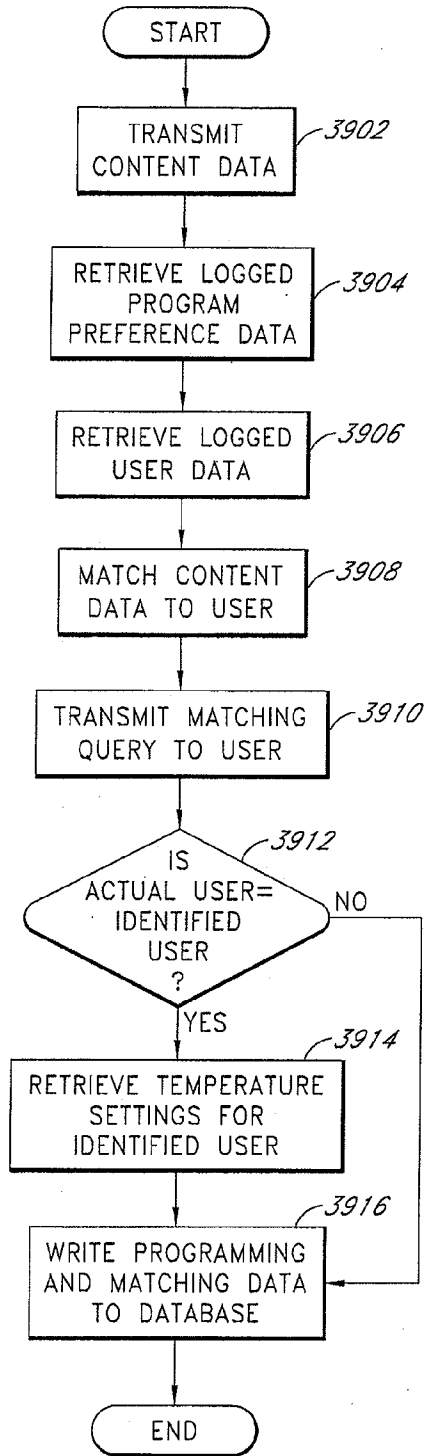 START
TRANSMIT
CONTENT DATA
3902
RETRIEVE LOGGED
PROGRAM
PREFERENCE DATA
3904
RETRIEVE LOGGED
USER DATA
3906
MATCH CONTENT
DATA TO USER
3908
TRANSMIT MATCHING
QUERY TO USER
3910
IS
ACTUAL USER=
IDENTIFIED
USER
?
3912
NO
YES
RETRIEVE TEMPERATURE
SETTINGS FOR
IDENTIFIED USER
3914
WRITE PROGRAMMING
AND MATCHING DATA
TO DATABASE
3916
END